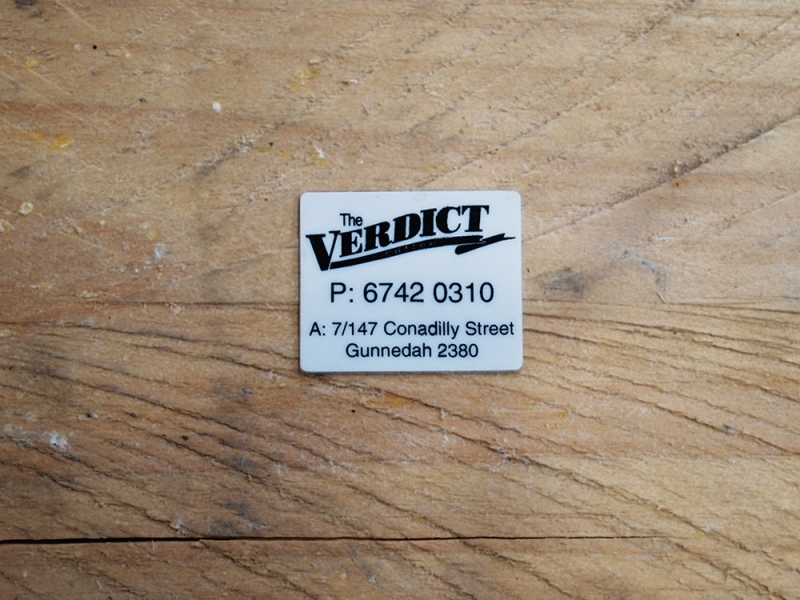 The
VERDICT
P: 6742 0310
A: 7/147 Conadilly Street
Gunnedah 2380